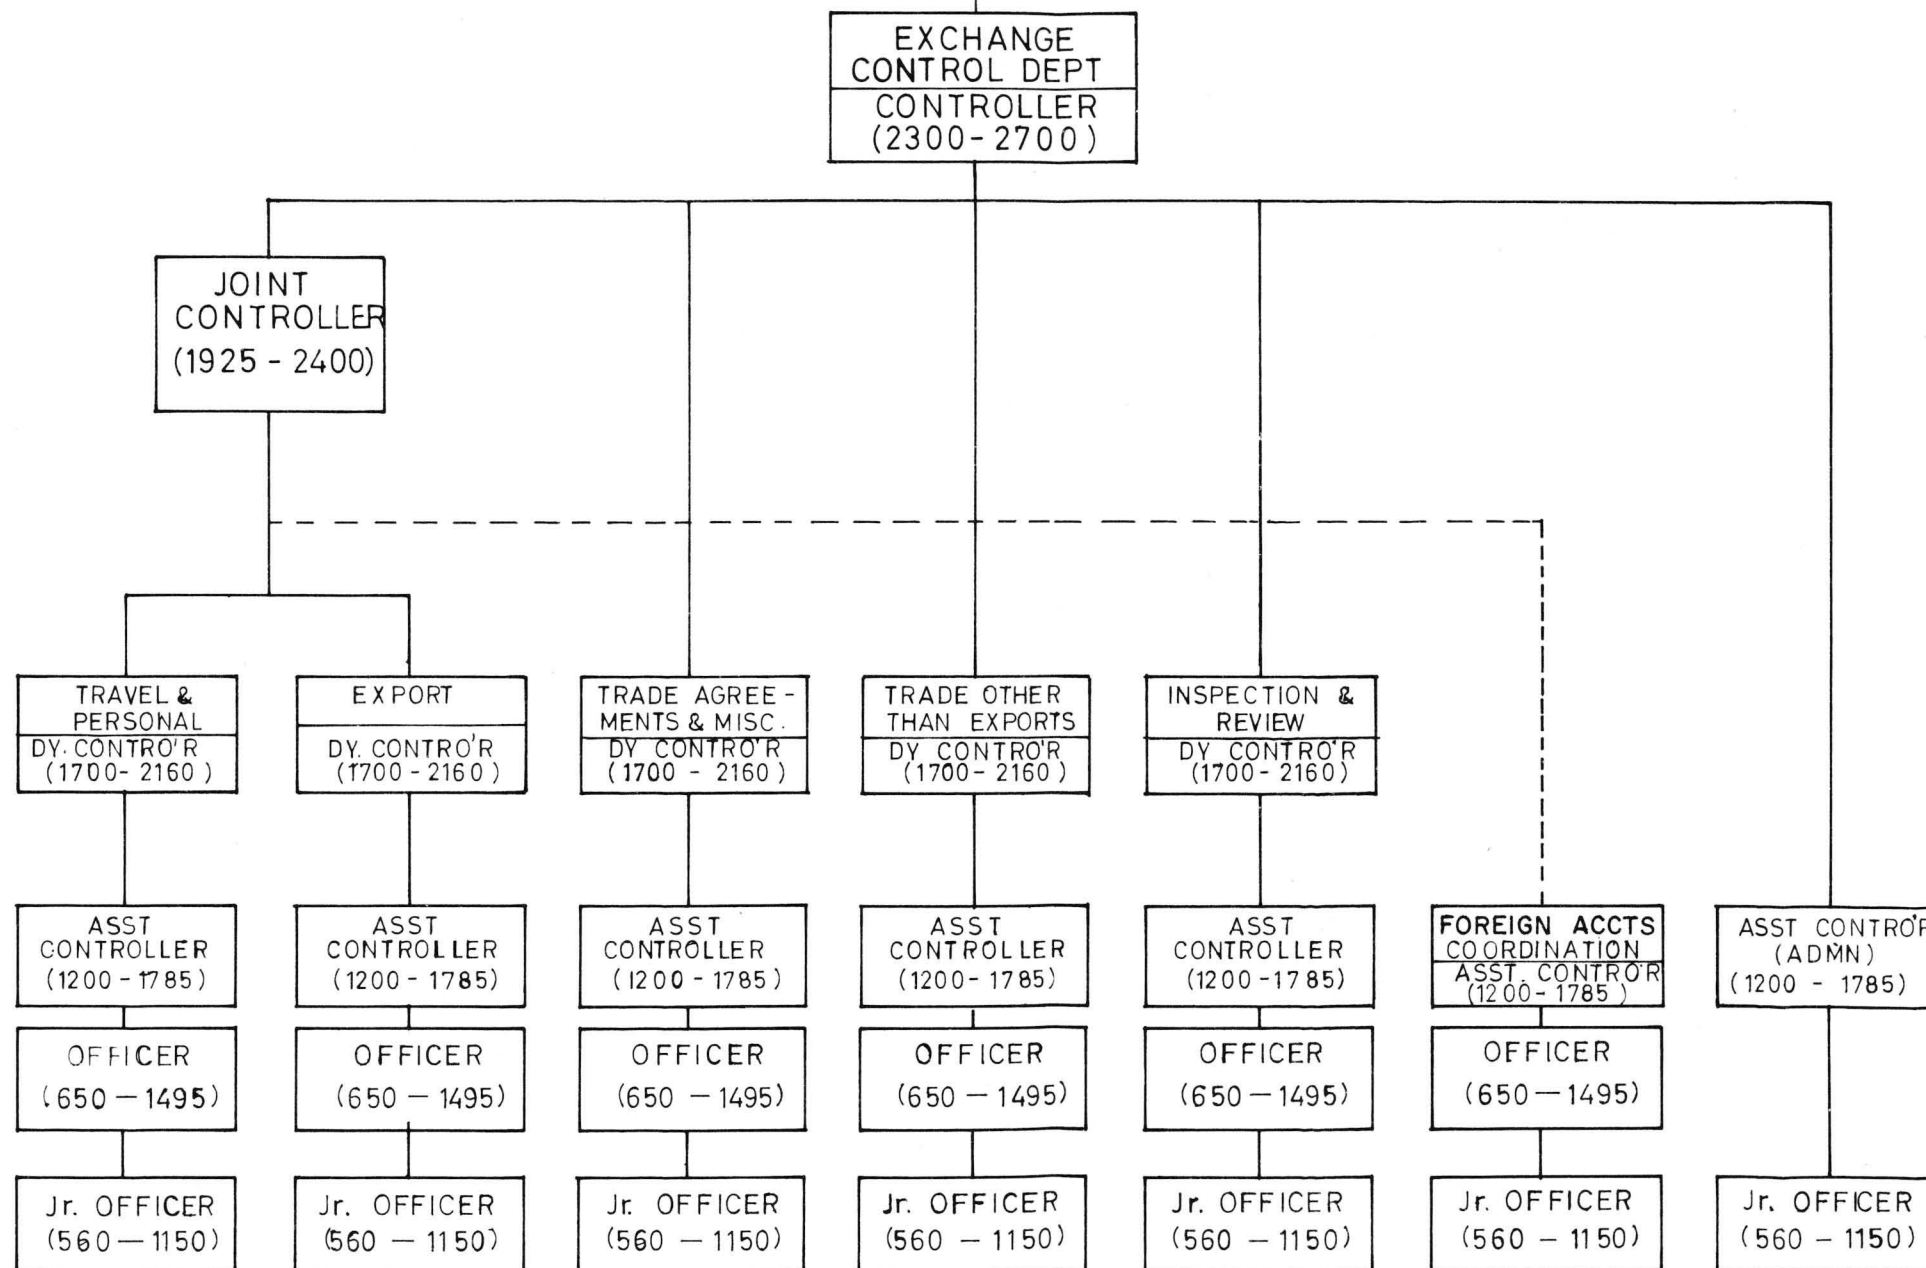 EXCHANGE
CONTROL DEPT
CONTROLLER
(2300-2700)
JOINT
CONTROLLER
(1925 - 2400)
TRAVEL &
PERSONAL
DY. CONTRO'R
(1700-2160)
EXPORT
DY. CONTRO'R
(1700-2160)
TRADE AGREE-
MENTS & MISC.
DY CONTRO'R
(1700 - 2160)
TRADE OTHER
THAN EXPORTS
DY CONTRO'R
(1700-2160)
INSPECTION &
REVIEW
DY CONTRO'R
(1700-2160)
ASST
CONTROLLER
(1200-1785)
ASST
CONTROLLER
(1200-1785)
ASST
CONTROLLER
(1200-1785)
ASST
CONTROLLER
(1200-1785)
ASST
CONTROLLER
(1200-1785)
FOREIGN ACCTS
COORDINATION
ASST. CONTRO'R
(1200-1785)
ASST CONTRO'R
(ADMN)
(1200 - 1785)
OFFICER
(650 — 1495)
OFFICER
(650 — 1495)
OFFICER
(650 — 1495)
OFFICER
(650 — 1495)
OFFICER
(650 — 1495)
OFFICER
(650 — 1495)
Jr. OFFICER
(560 — 1150)
Jr. OFFICER
(560 — 1150)
Jr. OFFICER
(560 — 1150)
Jr. OFFICER
(560 — 1150)
Jr. OFFICER
(560 — 1150)
Jr. OFFICER
(560 — 1150)
Jr. OFFICER
(560 — 1150)